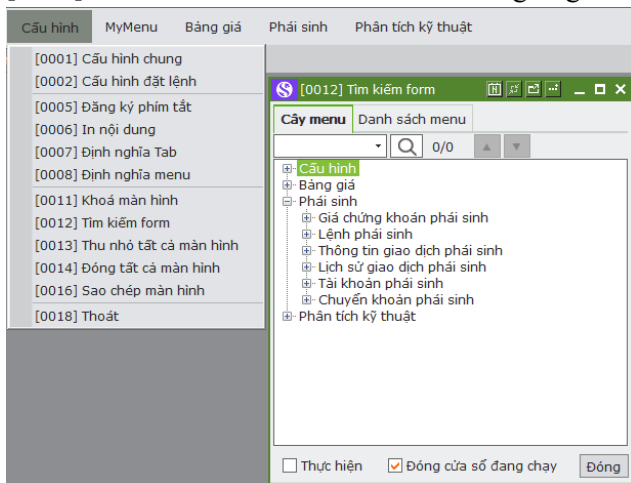 Cấu hình MyMenu Bảng giá Phái sinh Phân tích kỹ thuật
[0001] Cấu hình chung
[0002] Cấu hình đặt lệnh
[0005] Đăng ký phím tắt
[0006] In nội dung
[0007] Định nghĩa Tab
[0008] Định nghĩa menu
[0011] Khoá màn hình
[0012] Tìm kiếm form
[0013] Thu nhỏ tất cả màn hình
[0014] Đóng tất cả màn hình
[0016] Sao chép màn hình
[0018] Thoát
[0012] Tìm kiếm form
Cây menu Danh sách menu
0/0
Cấu hình
Bảng giá
Phái sinh
Giá chứng khoán phái sinh
Lệnh phái sinh
Thông tin giao dịch phái sinh
Lịch sử giao dịch phái sinh
Tài khoản phái sinh
Chuyển khoản phái sinh
Phân tích kỹ thuật
Thực hiện Đóng cửa sổ đang chạy Đóng